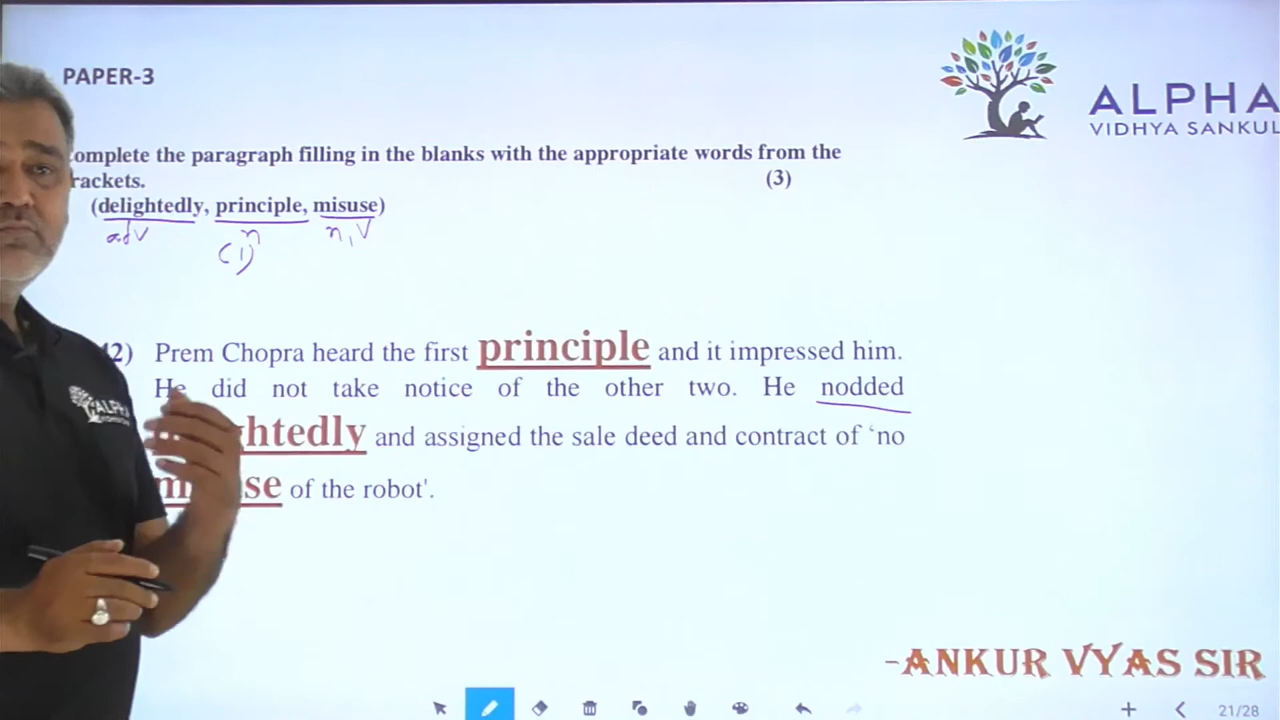 PAPER-3
ALPHA
VIDHYA SANKUL
omplete the paragraph filling in the blanks with the appropriate words from the
rackets. (3)
(delightedly, principle, misuse)
adv n n, V
(1)
2) Prem Chopra heard the first principle and it impressed him.
He did not take notice of the other two. He nodded
ghtedly and assigned the sale deed and contract of 'no
m se of the robot'.
ALPHA
-ANKUR VYAS SIR
21/28